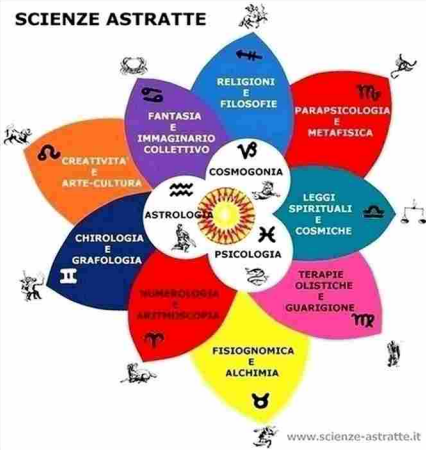 SCIENZE ASTRATTE
RELIGIONI
E
FILOSOFIE
PARAPSICOLOGIA
E
METAFISICA
FANTASIA
E
IMMAGINARIO
COLLETTIVO
CREATIVITA'
E
ARTE-CULTURA
COSMOGONIA
LEGGI
SPIRITUALI
E
COSMICHE
ASTROLOGIA
CHIROLOGIA
E
GRAFOLOGIA
PSICOLOGIA
TERAPIE
OLISTICHE
E
GUARIGIONE
NUMEROLOGIA
E
ARITMOSCOPIA
FISIOGNOMICA
E
ALCHIMIA
www.scienze-astratte.it